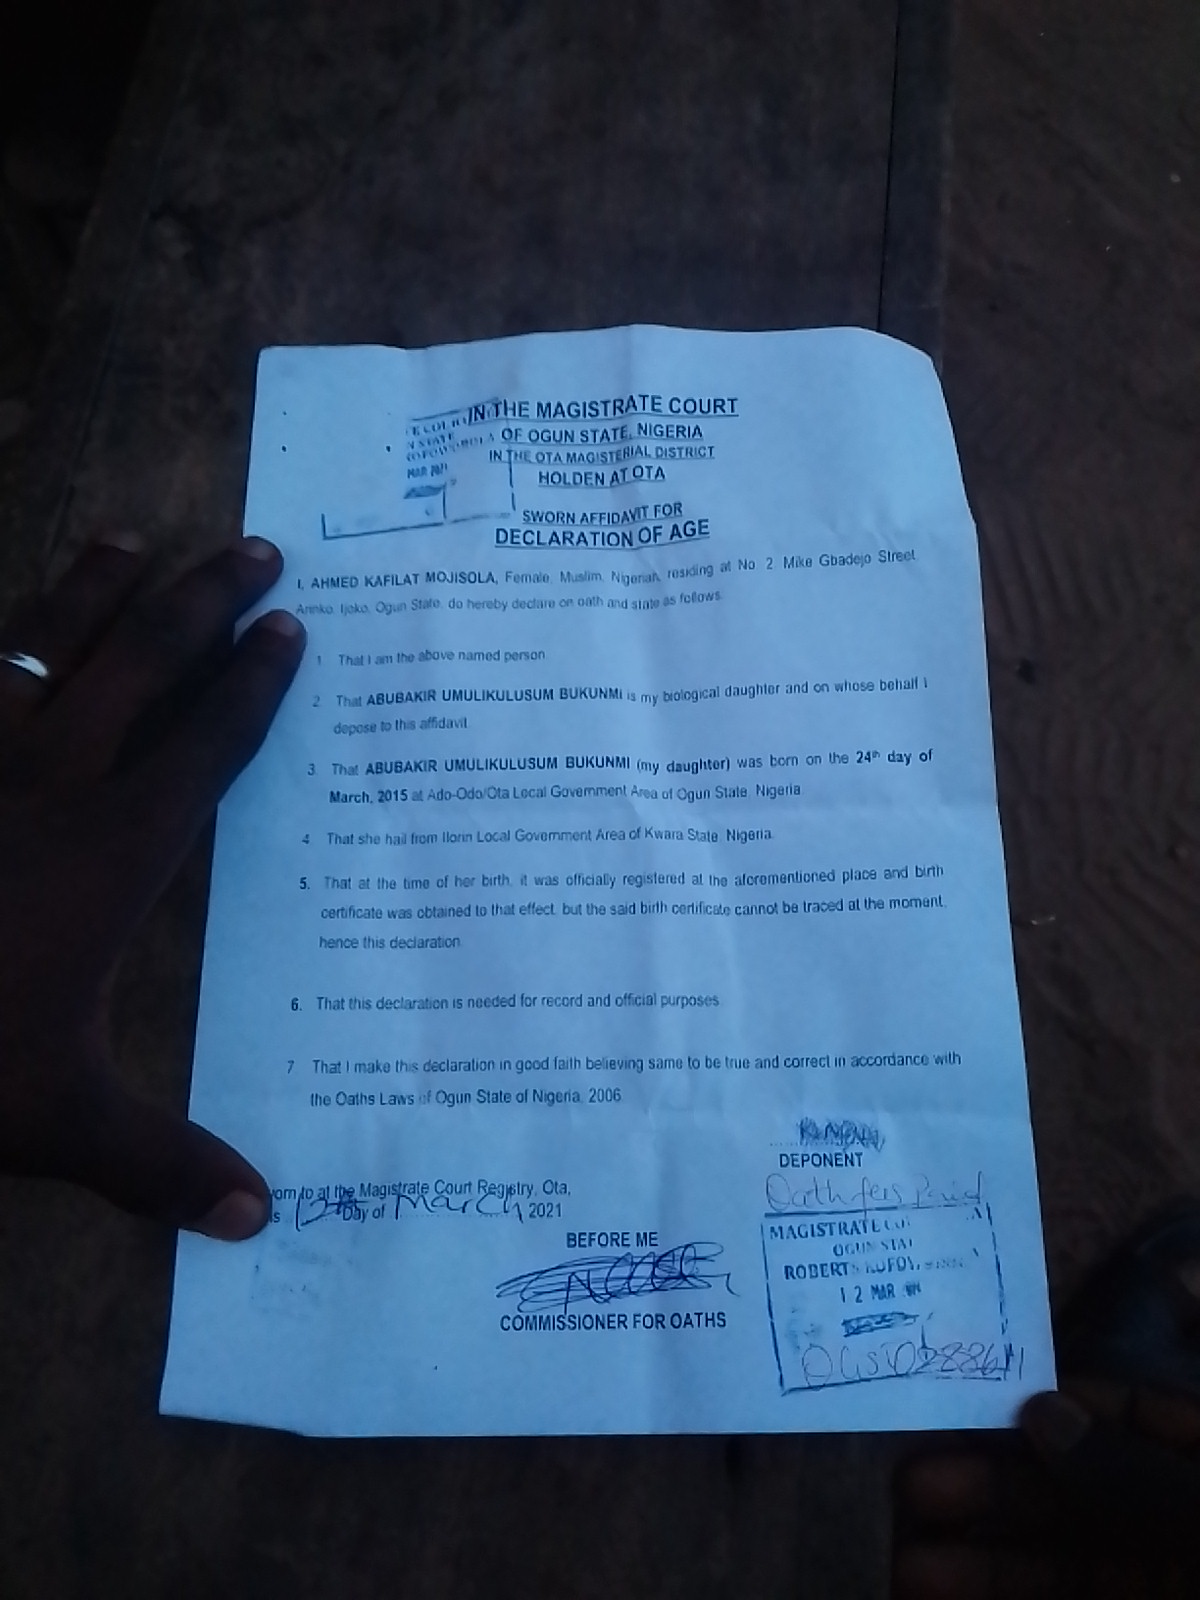 IN THE MAGISTRATE COURT
OF OGUN STATE, NIGERIA
IN THE OTA MAGISTERIAL DISTRICT
HOLDEN AT OTA
MAR
SWORN AFFIDAVIT FOR
DECLARATION OF AGE
I, AHMED KAFILAT MOJISOLA, Female, Muslim, Nigerian, residing at No. 2 Mike Gbadejo Street,
Arinko, Ijoko, Ogun State, do hereby declare on oath and state as follows:
1 That I am the above named person
2 That ABUBAKIR UMULIKULUSUM BUKUNMI is my biological daughter and on whose behalf I
depose to this affidavit.
3. That ABUBAKIR UMULIKULUSUM BUKUNMI (my daughter) was born on the 24th day of
March, 2015 at Ado-Odo/Ota Local Government Area of Ogun State, Nigeria
4 That she hail from Ilorin Local Government Area of Kwara State, Nigeria.
5. That at the time of her birth, it was officially registered at the aforementioned place and birth
certificate was obtained to that effect, but the said birth certificate cannot be traced at the moment,
hence this declaration.
6. That this declaration is needed for record and official purposes
7 That I make this declaration in good faith believing same to be true and correct in accordance with
the Oaths Laws of Ogun State of Nigeria, 2006.
DEPONENT
Oath fees Paid
orn to at the Magistrate Court Registry, Ota,
is 12th Day of March, 2021
BEFORE ME
COMMISSIONER FOR OATHS
MAGISTRATE
OGUN STAT
ROBERT
12 MAR